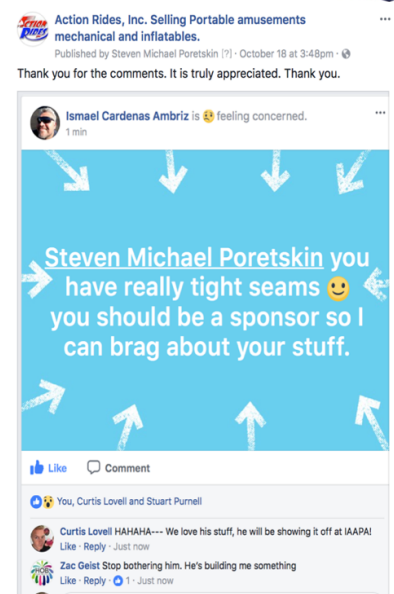 Action Rides, Inc. Selling Portable amusements
mechanical and inflatables.
Published by Steven Michael Poretskin [?] · October 18 at 3:48pm ·
Thank you for the comments. It is truly appreciated. Thank you.
Ismael Cardenas Ambriz is 😟 feeling concerned.
1 min
Steven Michael Poretskin you
have really tight seams 🙂
you should be a sponsor so I
can brag about your stuff.
Like Comment
You, Curtis Lovell and Stuart Purnell
Curtis Lovell HAHAHA--- We love his stuff, he will be showing it off at IAAPA!
Like · Reply · Just now
Zac Geist Stop bothering him. He's building me something
Like · Reply · 1 · Just now